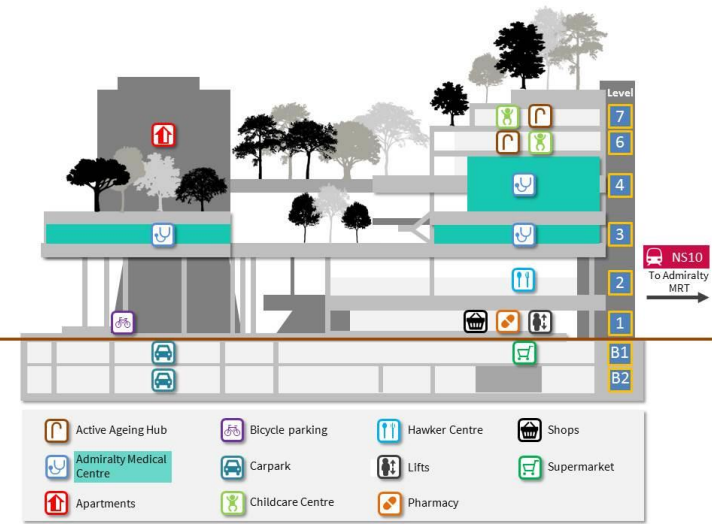 Level
7
6
4
3
NS10
To Admiralty
MRT
2
1
B1
B2
Active Ageing Hub
Bicycle parking
Hawker Centre
Shops
Admiralty Medical
Centre
Carpark
Lifts
Supermarket
Apartments
Childcare Centre
Pharmacy